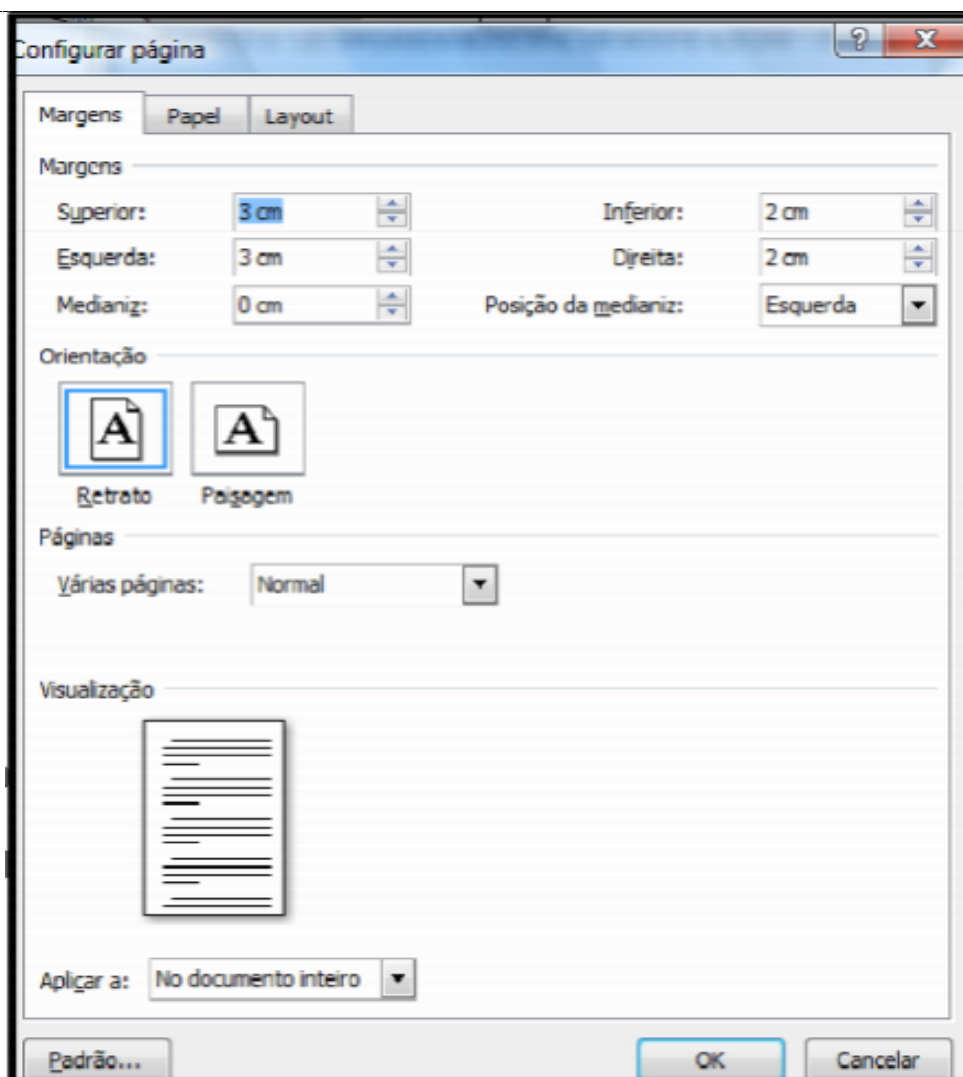 Configurar página
Margens Papel Layout
Margens
Superior: 3 cm Inferior: 2 cm
Esquerda: 3 cm Direita: 2 cm
Medianiz: 0 cm Posição da medianiz: Esquerda
Orientação
A A
Retrato Paisagem
Páginas
Várias páginas: Normal
Visualização
Aplicar a: No documento inteiro
Padrão... OK Cancelar